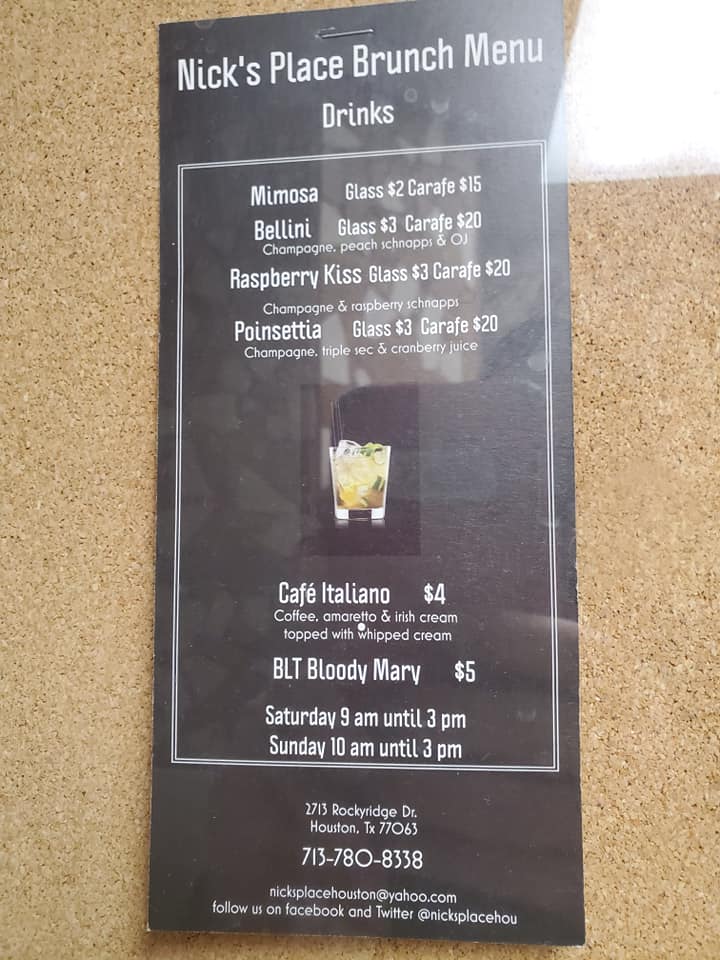 Nick's Place Brunch Menu
Drinks
Mimosa Glass $2 Carafe $15
Bellini Glass $3 Carafe $20
Champagne, peach schnapps & OJ
Raspberry Kiss Glass $3 Carafe $20
Champagne & raspberry schnapps
Poinsettia Glass $3 Carafe $20
Champagne, triple sec & cranberry juice
Café Italiano $4
Coffee, amaretto & irish cream
topped with whipped cream
BLT Bloody Mary $5
Saturday 9 am until 3 pm
Sunday 10 am until 3 pm
2713 Rockyridge Dr.
Houston, Tx 77063
713-780-8338
nicksplacehouston@yahoo.com
follow us on facebook and Twitter @nicksplacehou